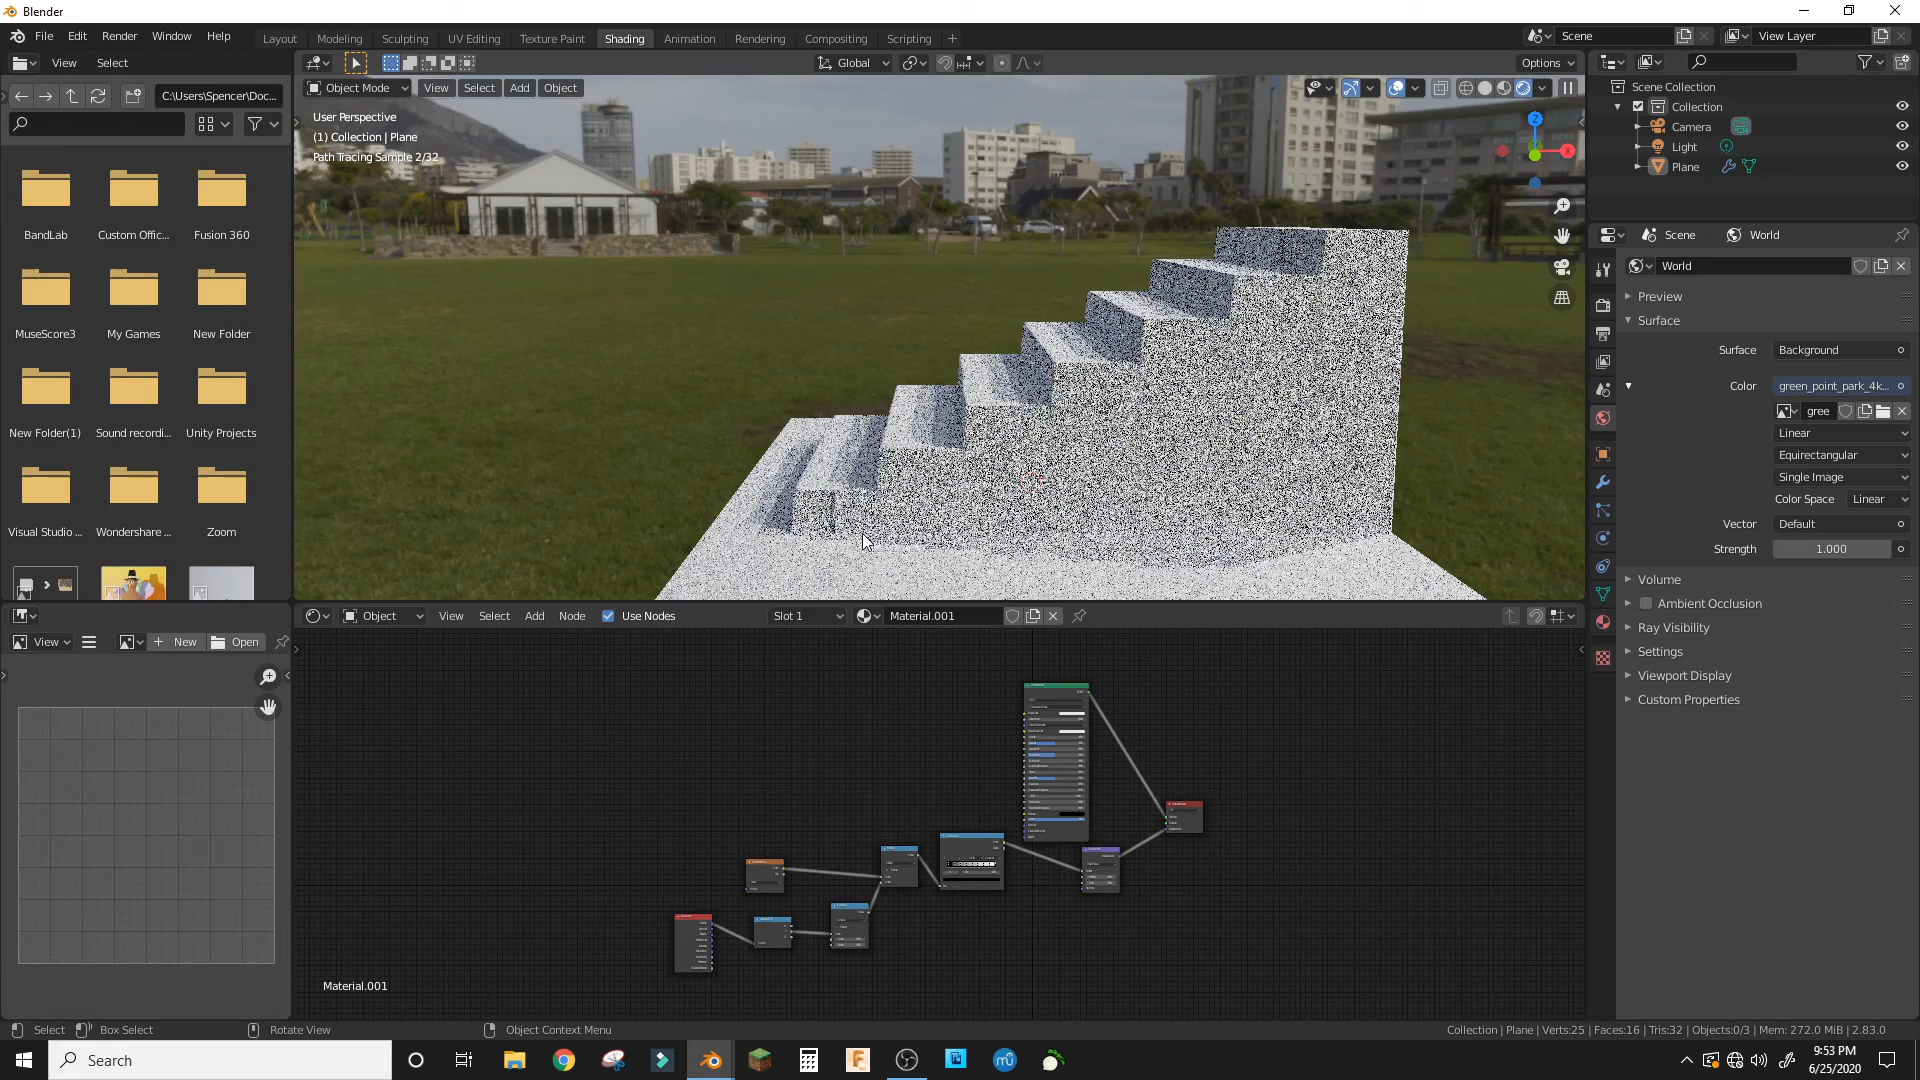 Blender
File Edit Render Window Help
Layout Modeling Sculpting UV Editing Texture Paint Shading Animation Rendering Compositing Scripting +
Scene
View Layer
View Select
Global
Options
C:\Users\Spencer\Doc...
Object Mode View Select Add Object
User Perspective
(1) Collection | Plane
Path Tracing Sample 2/32
Z
X
BandLab
Custom Offic...
Fusion 360
MuseScore3
My Games
New Folder
New Folder(1)
Sound recordi...
Unity Projects
Visual Studio ...
Wondershare ...
Zoom
Scene Collection
Collection
Camera
Light
Plane
Scene World
World
Preview
Surface
Surface Background
Color green_point_park_4k...
gree
Linear
Equirectangular
Single Image
Color Space Linear
Vector Default
Strength 1.000
Volume
Ambient Occlusion
Ray Visibility
Settings
Viewport Display
Custom Properties
View + New Open
Object View Select Add Node Use Nodes Slot 1 Material.001
Material.001
Select Box Select Rotate View Object Context Menu
Collection | Plane | Verts:25 | Faces:16 | Tris:32 | Objects:0/3 | Mem: 272.0 MiB | 2.83.0
Search
9:53 PM
6/25/2020